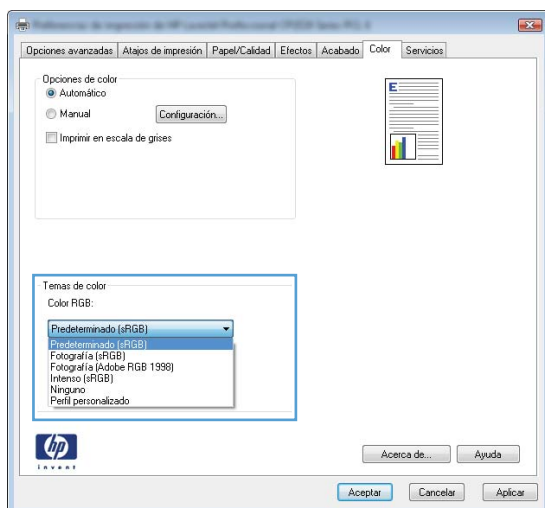 Opciones avanzadas Atajos de impresión Papel/Calidad Efectos Acabado Color Servicios
Opciones de color
Automático
Manual Configuración...
Imprimir en escala de grises
E
Temas de color
Color RGB:
Predeterminado (sRGB)
Predeterminado (sRGB)
Fotografía (sRGB)
Fotografía (Adobe RGB 1998)
Intenso (sRGB)
Ninguno
Perfil personalizado
hp
invent
Acerca de... Ayuda
Aceptar Cancelar Aplicar